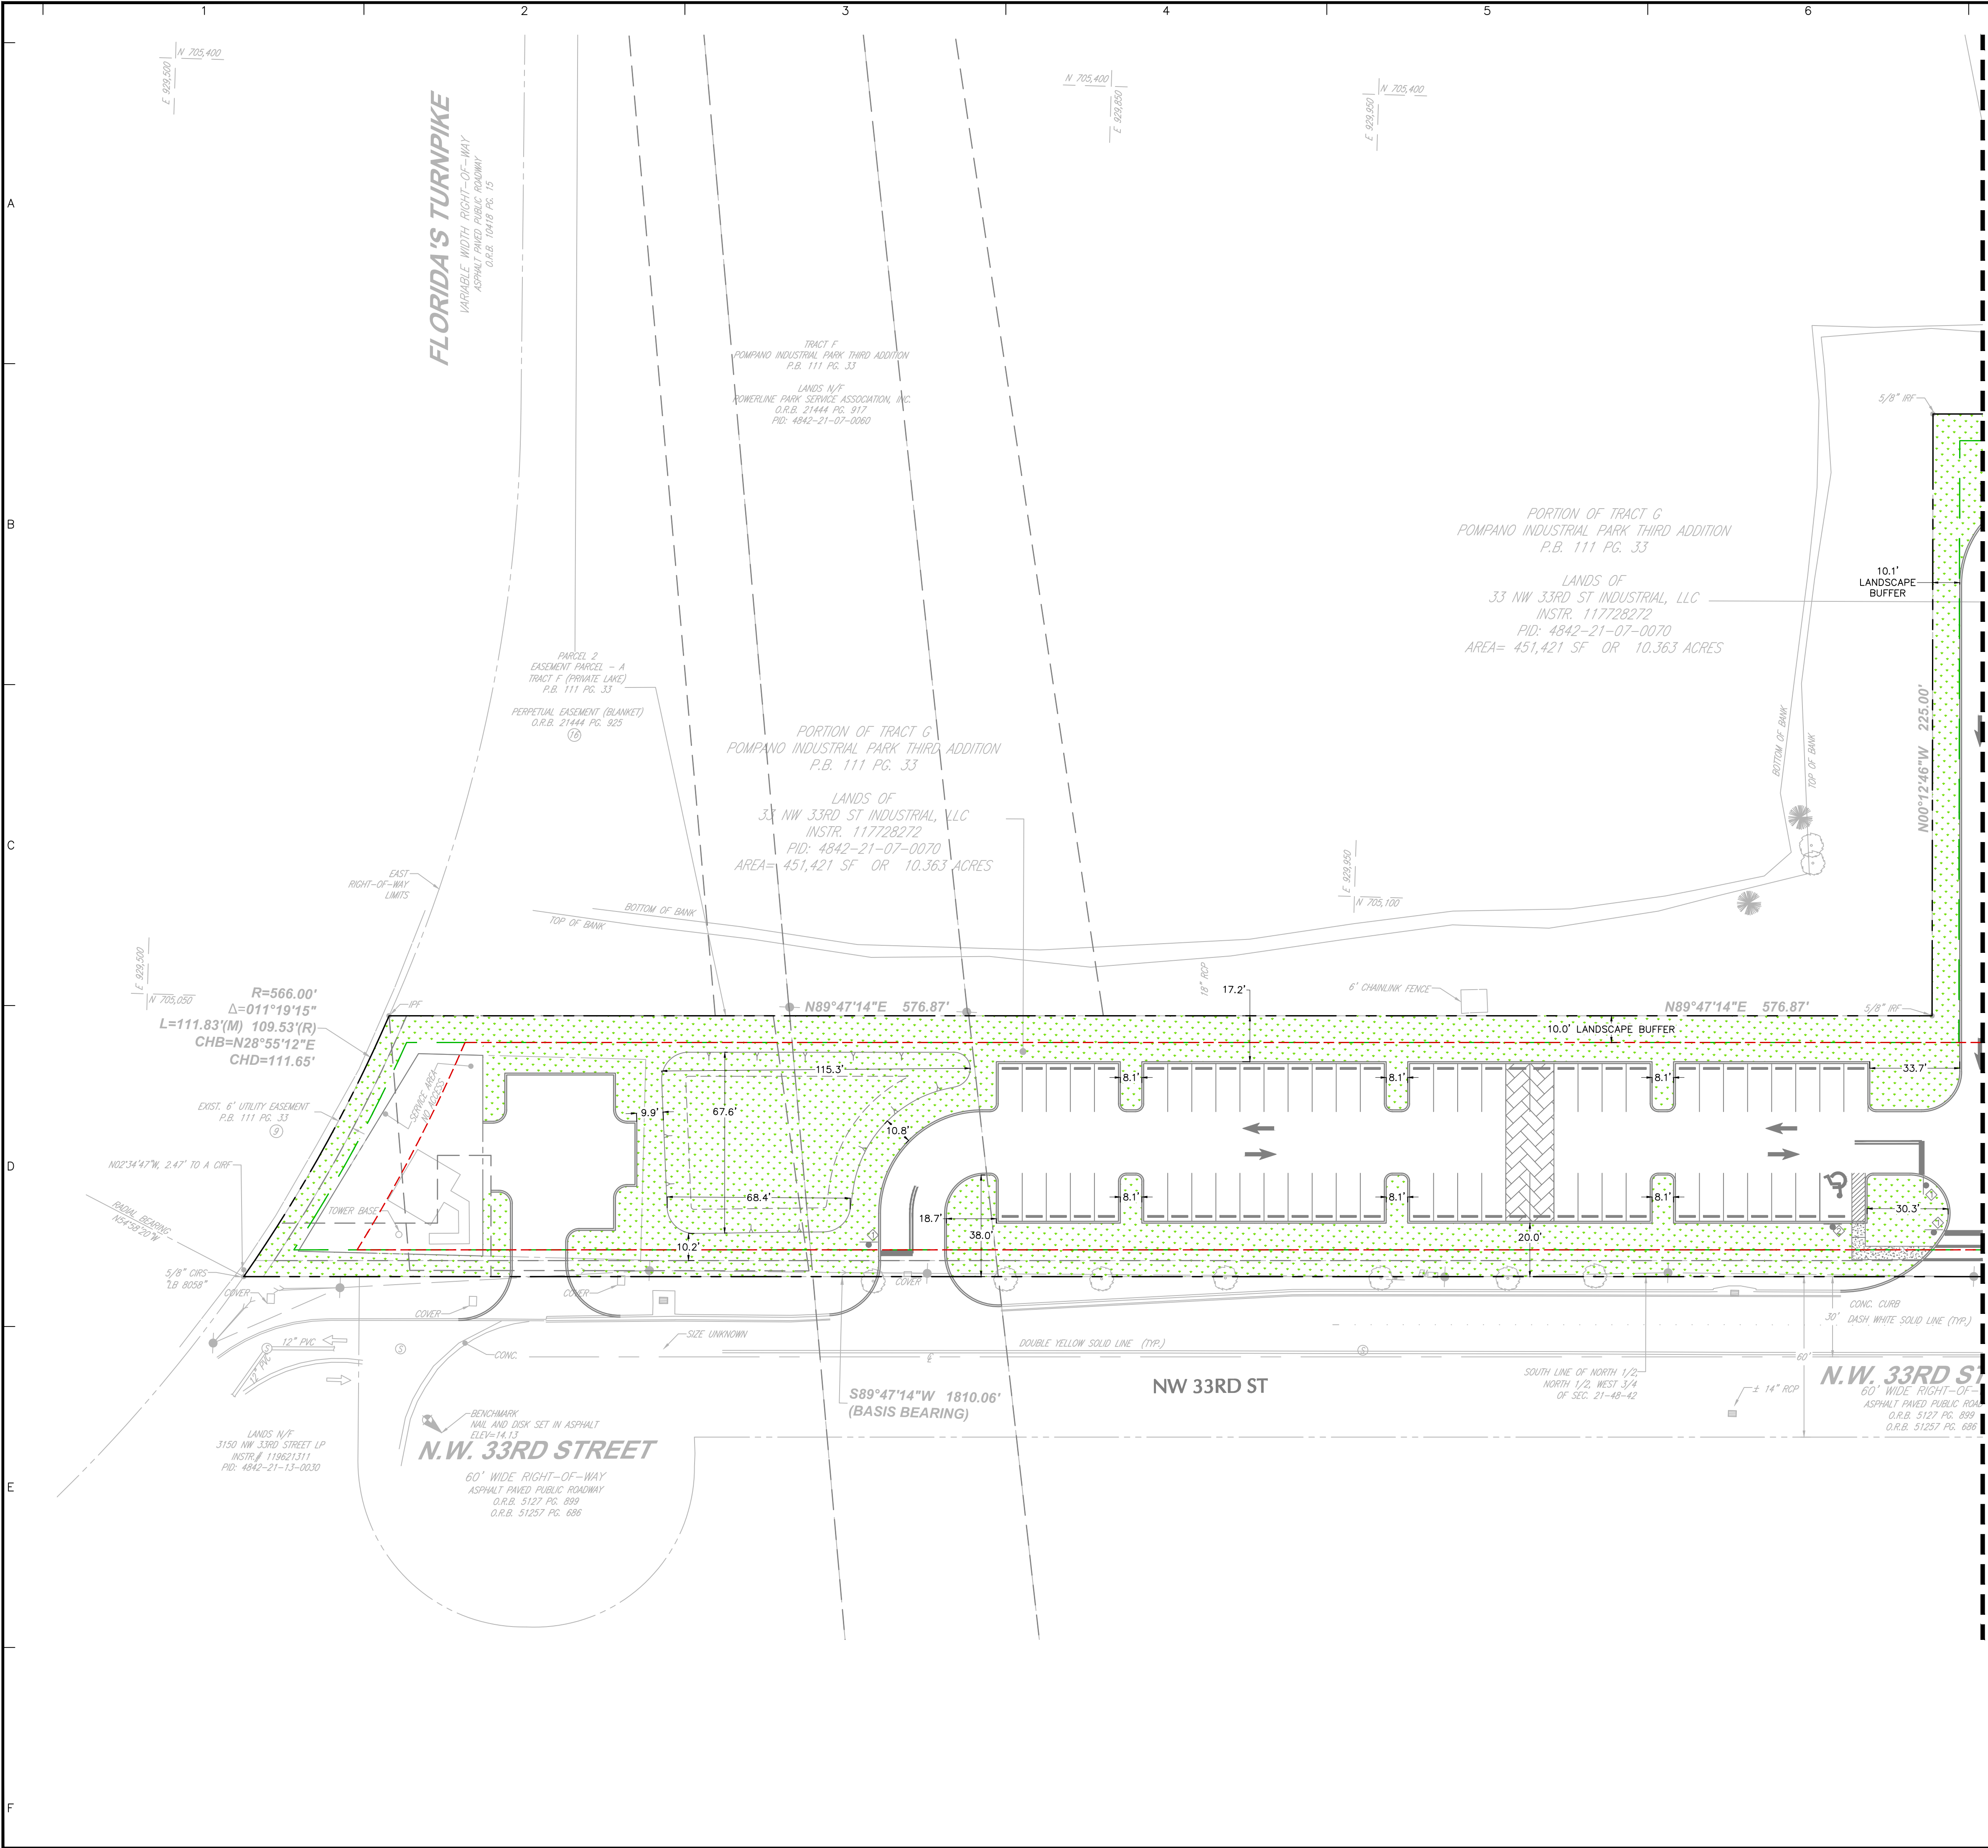 1
2
3
4
5
6
A
B
C
D
E
F
N 705,400
E 929,500
N 705,400
E 929,850
N 705,400
E 929,950
FLORIDA'S TURNPIKE
VARIABLE WIDTH RIGHT-OF-WAY
ASPHALT PAVED PUBLIC ROADWAY
O.R.B. 10418 PG. 15
TRACT F
POMPANO INDUSTRIAL PARK THIRD ADDITION
P.B. 111 PG. 33
LANDS N/F
POWERLINE PARK SERVICE ASSOCIATION, INC.
O.R.B. 21444 PG. 917
PID: 4842-21-07-0060
5/8" IRF
PORTION OF TRACT G
POMPANO INDUSTRIAL PARK THIRD ADDITION
P.B. 111 PG. 33
LANDS OF
33 NW 33RD ST INDUSTRIAL, LLC
INSTR. 117728272
PID: 4842-21-07-0070
AREA= 451,421 SF OR 10.363 ACRES
10.1'
LANDSCAPE
BUFFER
PARCEL 2
EASEMENT PARCEL - A
TRACT F (PRIVATE LAKE)
P.B. 111 PG. 33
PERPETUAL EASEMENT (BLANKET)
O.R.B. 21444 PG. 925
16
PORTION OF TRACT G
POMPANO INDUSTRIAL PARK THIRD ADDITION
P.B. 111 PG. 33
LANDS OF
33 NW 33RD ST INDUSTRIAL, LLC
INSTR. 117728272
PID: 4842-21-07-0070
AREA= 451,421 SF OR 10.363 ACRES
BOTTOM OF BANK
TOP OF BANK
N00°12'46"W 225.00'
EAST
RIGHT-OF-WAY
LIMITS
BOTTOM OF BANK
TOP OF BANK
E 929,950
N 705,100
E 929,500
N 705,050
R=566.00'
Δ=011°19'15"
L=111.83'(M) 109.53'(R)
CHB=N28°55'12"E
CHD=111.65'
IPF
N89°47'14"E 576.87'
18" RCP
17.2'
6' CHAINLINK FENCE
N89°47'14"E 576.87'
5/8" IRF
10.0' LANDSCAPE BUFFER
SERVICE AREA
NO ACCESS
115.3'
67.6'
9.9'
10.8'
68.4'
10.2'
8.1'
8.1'
8.1'
33.7'
EXIST. 6' UTILITY EASEMENT
P.B. 111 PG. 33
9
N02°34'47"W, 2.47' TO A CIRF
RADIAL BEARING
N54°58'20"W
TOWER BASE
18.7'
38.0'
8.1'
8.1'
8.1'
20.0'
30.3'
5/8" CIRS
"LB 8058"
COVER
COVER
COVER
COVER
12" PVC
12" PVC
S
S
S
CONC.
SIZE UNKNOWN
DOUBLE YELLOW SOLID LINE (TYP.)
CONC. CURB
30'
DASH WHITE SOLID LINE (TYP.)
60'
S89°47'14"W 1810.06'
(BASIS BEARING)
NW 33RD ST
SOUTH LINE OF NORTH 1/2,
NORTH 1/2, WEST 3/4
OF SEC. 21-48-42
± 14" RCP
N.W. 33RD ST
60' WIDE RIGHT-OF-
ASPHALT PAVED PUBLIC ROA
O.R.B. 5127 PG. 899
O.R.B. 51257 PG. 686
BENCHMARK
NAIL AND DISK SET IN ASPHALT
ELEV=14.13
N.W. 33RD STREET
60' WIDE RIGHT-OF-WAY
ASPHALT PAVED PUBLIC ROADWAY
O.R.B. 5127 PG. 899
O.R.B. 51257 PG. 686
LANDS N/F
3150 NW 33RD STREET LP
INSTR.# 119621311
PID: 4842-21-13-0030